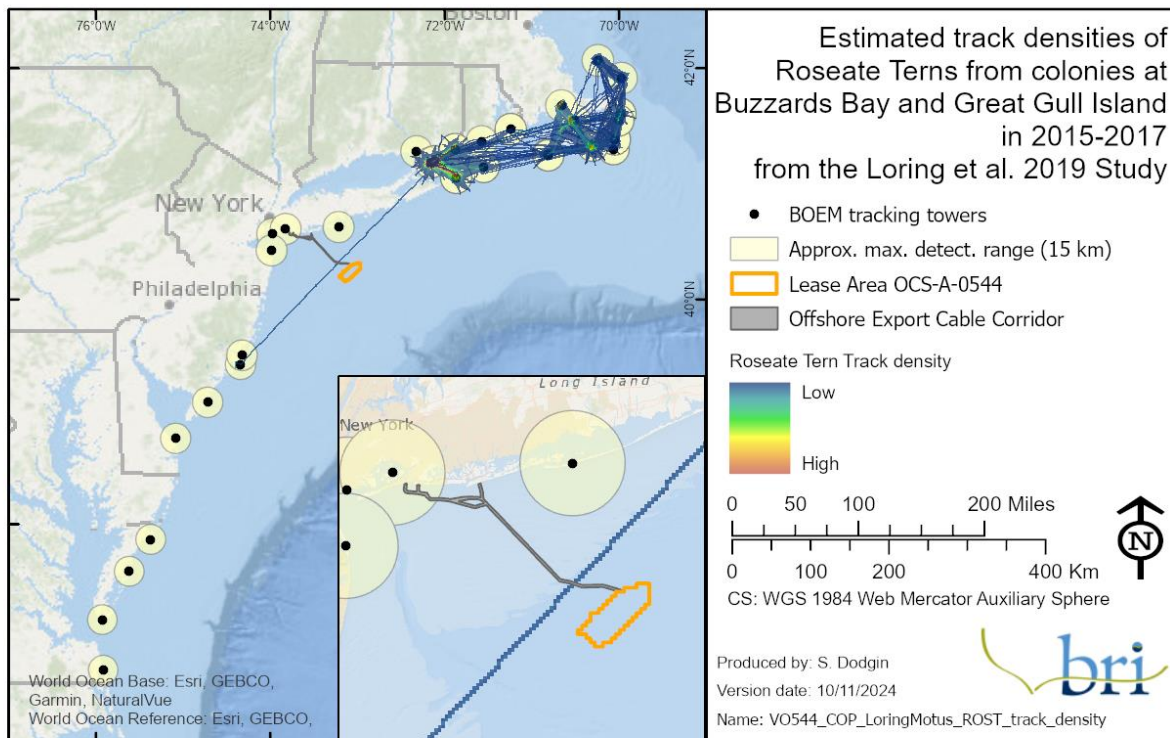 76°0'W
74°0'W
72°0'W
70°0'W
Boston
42°0'N
New York
Philadelphia
40°0'N
Long Island
New York
World Ocean Base: Esri, GEBCO,
Garmin, NaturalVue
World Ocean Reference: Esri, GEBCO,
Estimated track densities of
Roseate Terns from colonies at
Buzzards Bay and Great Gull Island
in 2015-2017
from the Loring et al. 2019 Study
BOEM tracking towers
Approx. max. detect. range (15 km)
Lease Area OCS-A-0544
Offshore Export Cable Corridor
Roseate Tern Track density
Low
High
0 50 100 200 Miles
0 100 200 400 Km
N
CS: WGS 1984 Web Mercator Auxiliary Sphere
Produced by: S. Dodgin
Version date: 10/11/2024
Name: VO544_COP_LoringMotus_ROST_track_density
bri